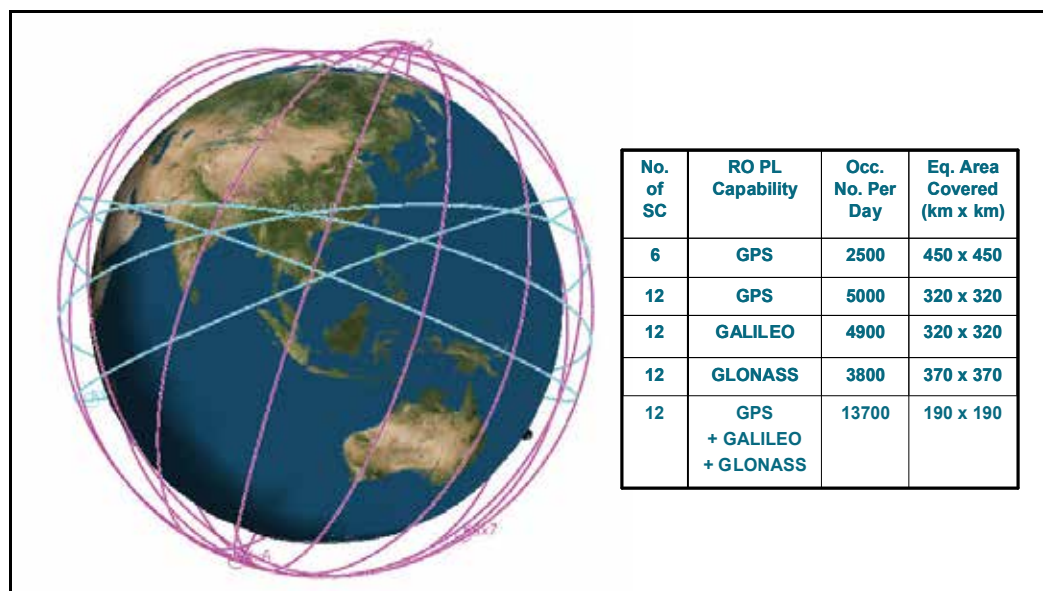 No. of SC RO PL Capability Occ. No. Per Day Eq. Area Covered (km x km)
6 GPS 2500 450 x 450
12 GPS 5000 320 x 320
12 GALILEO 4900 320 x 320
12 GLONASS 3800 370 x 370
12 GPS + GALILEO + GLONASS 13700 190 x 190